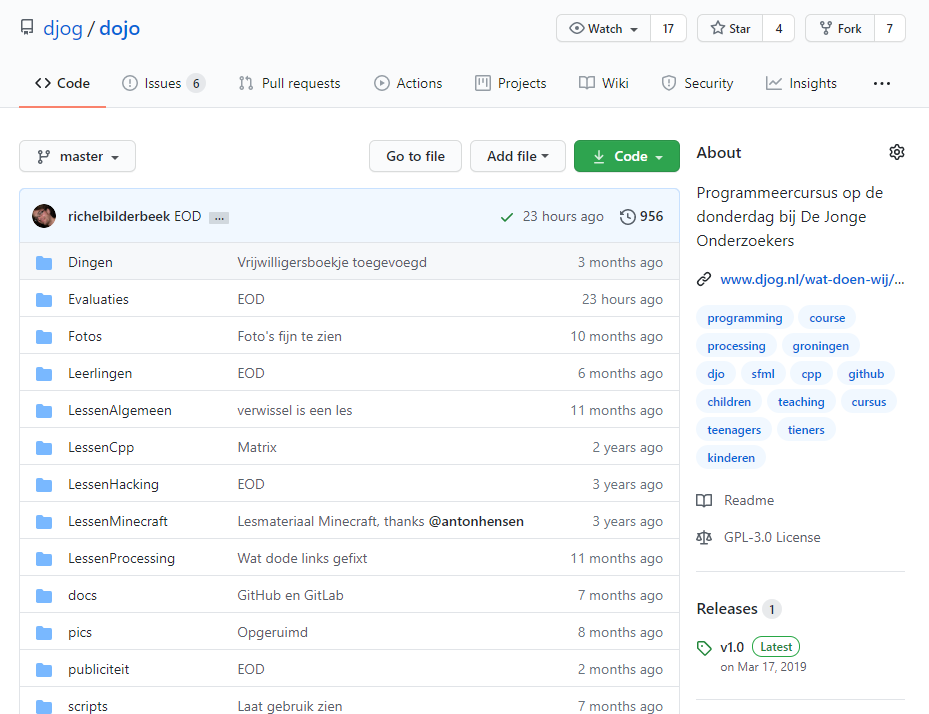 djog / dojo
Watch 17 Star 4 Fork 7
Code Issues 6 Pull requests Actions Projects Wiki Security Insights ...
master Go to file Add file Code
richelbilderbeek EOD ... 23 hours ago 956
Dingen Vrijwilligersboekje toegevoegd 3 months ago
Evaluaties EOD 23 hours ago
Fotos Foto's fijn te zien 10 months ago
Leerlingen EOD 6 months ago
LessenAlgemeen verwissel is een les 11 months ago
LessenCpp Matrix 2 years ago
LessenHacking EOD 3 years ago
LessenMinecraft Lesmateriaal Minecraft, thanks @antonhensen 3 years ago
LessenProcessing Wat dode links gefixt 11 months ago
docs GitHub en GitLab 7 months ago
pics Opgeruimd 8 months ago
publiciteit EOD 2 months ago
scripts Laat gebruik zien 7 months ago
About
Programmeercursus op de
donderdag bij De Jonge
Onderzoekers
www.djog.nl/wat-doen-wij/...
programming course
processing groningen
djo sfml cpp github
children teaching cursus
teenagers tieners
kinderen
Readme
GPL-3.0 License
Releases 1
v1.0 Latest
on Mar 17, 2019